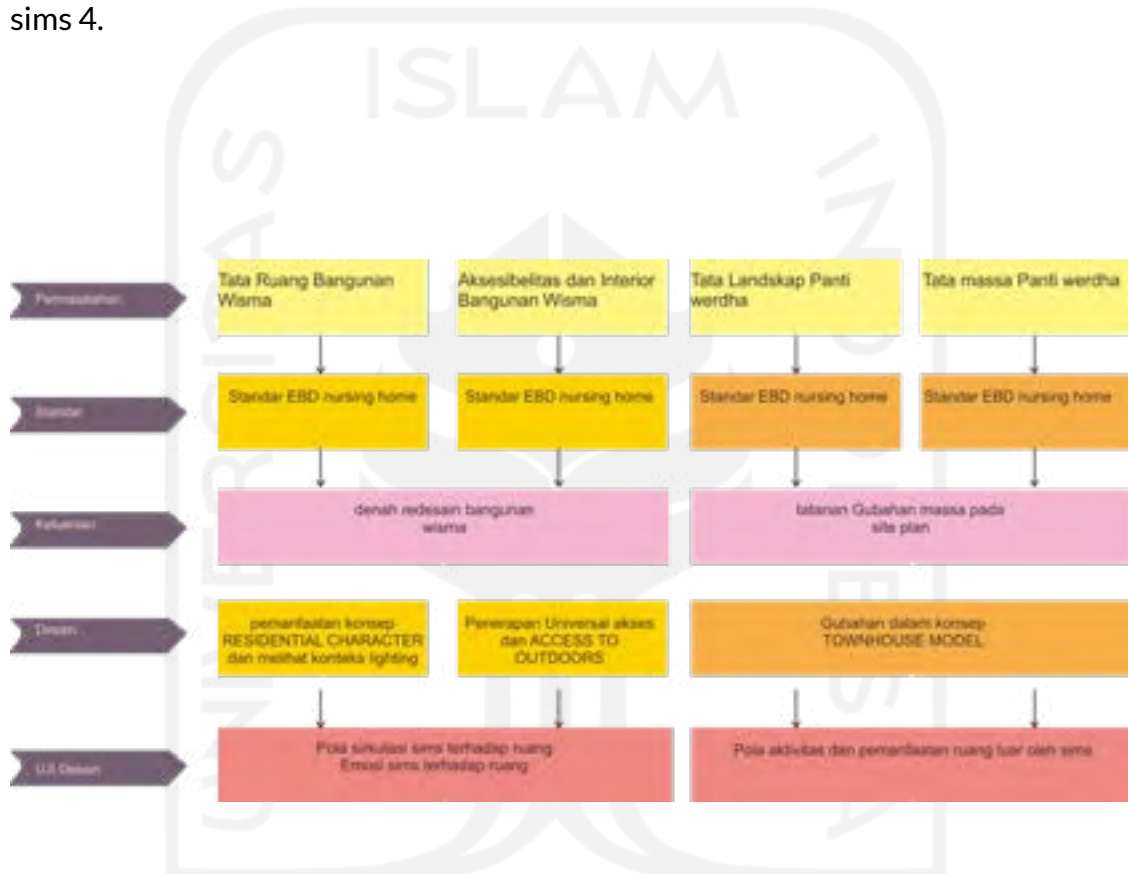 sims 4.
ISLAM
UNIVERSITAS
INDONESIA
Permasalahan
Tata Ruang Bangunan
Wisma
Aksesibelitas dan Interior
Bangunan Wisma
Tata Landskap Panti
werdha
Tata massa Panti werdha
Standar
Standar EBD nursing home
Standar EBD nursing home
Standar EBD nursing home
Standar EBD nursing home
Keluaran
denah redesain bangunan
wisma
tatanan Gubahan massa pada
site plan
Desain
pemanfaatan konsep
RESIDENTIAL CHARACTER
dan melihat konteks lighting
Penerapan Universal akses
dan ACCESS TO
OUTDOORS
Gubahan dalam konsep
TOWNHOUSE MODEL
UJI Desain
Pola sirkulasi sims terhadap ruang
Emosi sims terhadap ruang
Pola aktivitas dan pemanfaatan ruang luar oleh sims